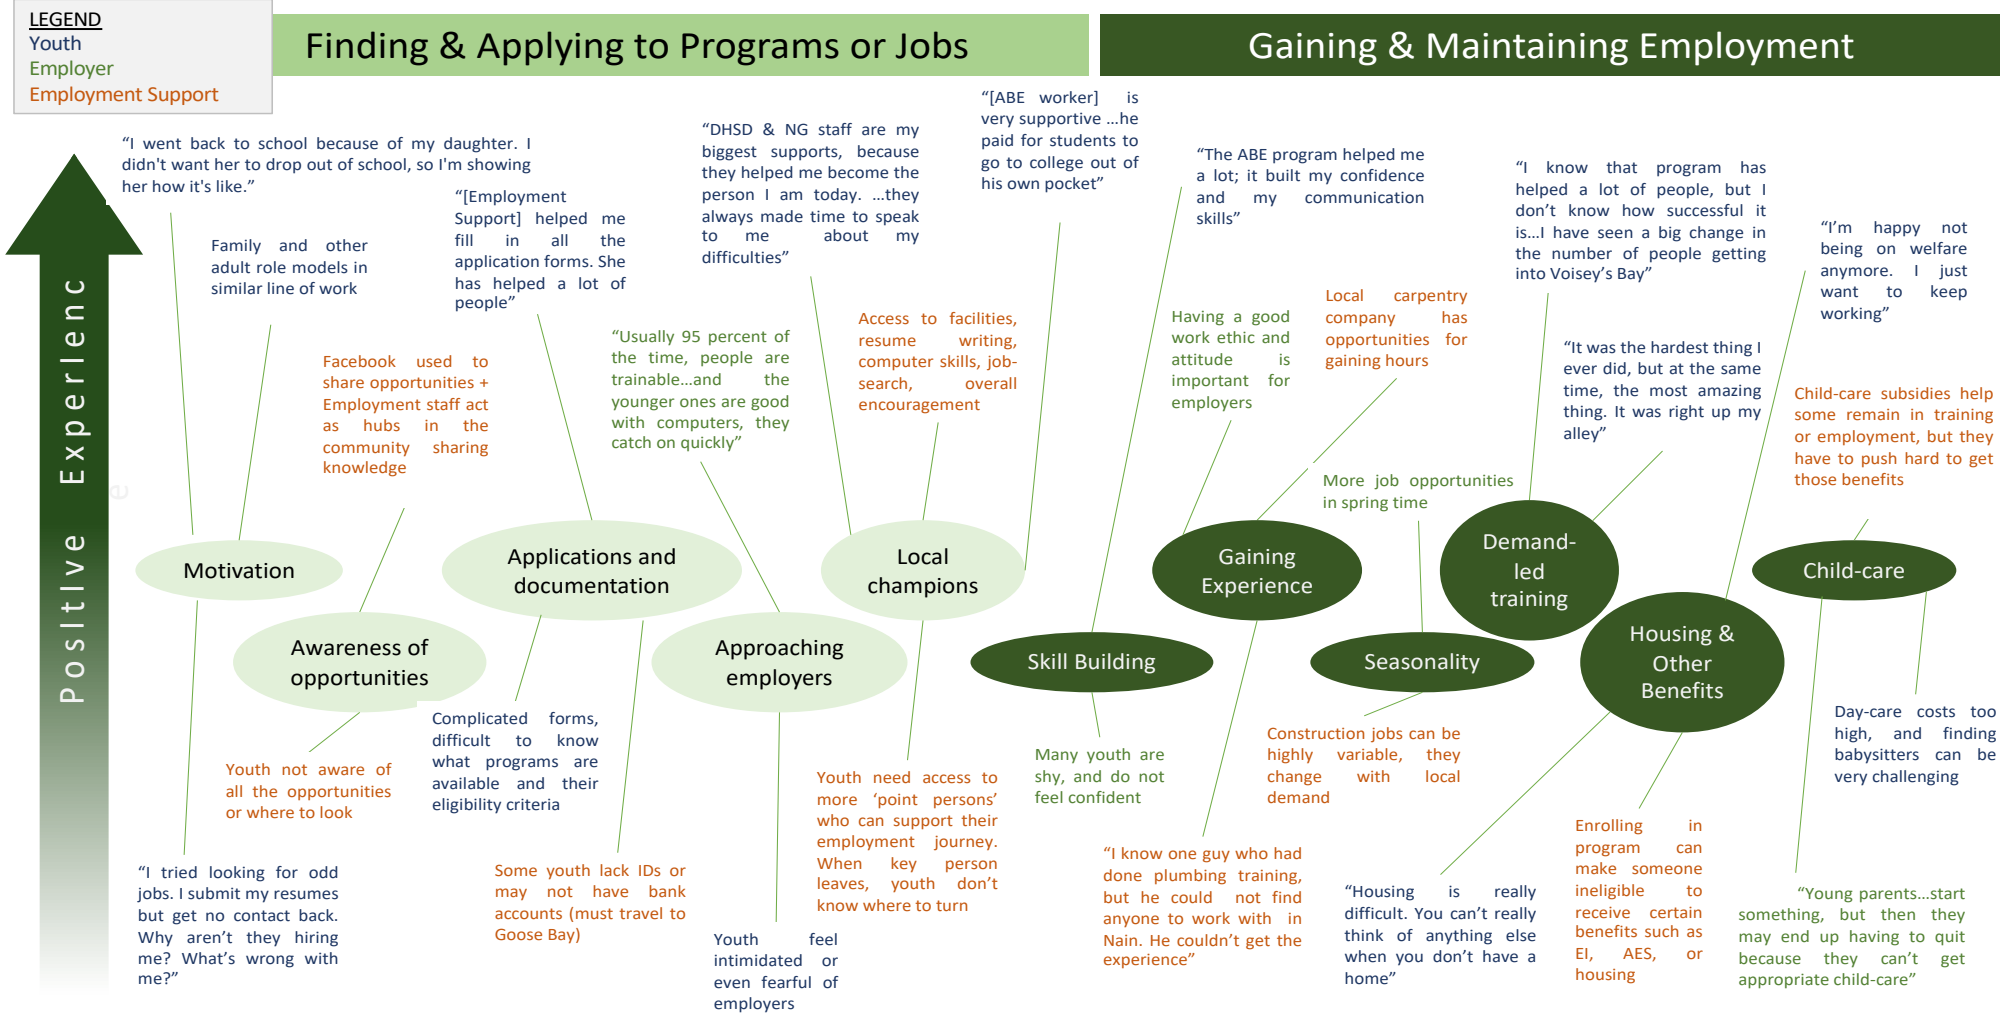 LEGEND
Youth
Employer
Employment Support
Finding & Applying to Programs or Jobs
Gaining & Maintaining Employment
Positive Experienc
e
“I went back to school because of my daughter. I
didn't want her to drop out of school, so I'm showing
her how it's like.”
Family and other
adult role models in
similar line of work
Facebook used to
share opportunities +
Employment staff act
as hubs in the
community sharing
knowledge
“[Employment
Support] helped me
fill in all the
application forms. She
has helped a lot of
people”
“Usually 95 percent of
the time, people are
trainable…and the
younger ones are good
with computers, they
catch on quickly”
“DHSD & NG staff are my
biggest supports, because
they helped me become the
person I am today. …they
always made time to speak
to me about my
difficulties”
Access to facilities,
resume writing,
computer skills, job-
search, overall
encouragement
“[ABE worker] is
very supportive …he
paid for students to
go to college out of
his own pocket”
“The ABE program helped me
a lot; it built my confidence
and my communication
skills”
Having a good
work ethic and
attitude is
important for
employers
Local carpentry
company has
opportunities for
gaining hours
More job opportunities
in spring time
“I know that program has
helped a lot of people, but I
don’t know how successful it
is…I have seen a big change in
the number of people getting
into Voisey’s Bay”
“It was the hardest thing I
ever did, but at the same
time, the most amazing
thing. It was right up my
alley”
“I’m happy not
being on welfare
anymore. I just
want to keep
working”
Child-care subsidies help
some remain in training
or employment, but they
have to push hard to get
those benefits
Motivation
Awareness of
opportunities
Applications and
documentation
Approaching
employers
Local
champions
Skill Building
Gaining
Experience
Seasonality
Demand-
led
training
Housing &
Other
Benefits
Child-care
“I tried looking for odd
jobs. I submit my resumes
but get no contact back.
Why aren’t they hiring
me? What’s wrong with
me?”
Youth not aware of
all the opportunities
or where to look
Complicated forms,
difficult to know
what programs are
available and their
eligibility criteria
Some youth lack IDs or
may not have bank
accounts (must travel to
Goose Bay)
Youth feel
intimidated or
even fearful of
employers
Youth need access to
more ‘point persons’
who can support their
employment journey.
When key person
leaves, youth don’t
know where to turn
Many youth are
shy, and do not
feel confident
“I know one guy who had
done plumbing training,
but he could not find
anyone to work with in
Nain. He couldn’t get the
experience”
Construction jobs can be
highly variable, they
change with local
demand
“Housing is really
difficult. You can’t really
think of anything else
when you don’t have a
home”
Enrolling in
program can
make someone
ineligible to
receive certain
benefits such as
EI, AES, or
housing
“Young parents…start
something, but then they
may end up having to quit
because they can’t get
appropriate child-care”
Day-care costs too
high, and finding
babysitters can be
very challenging